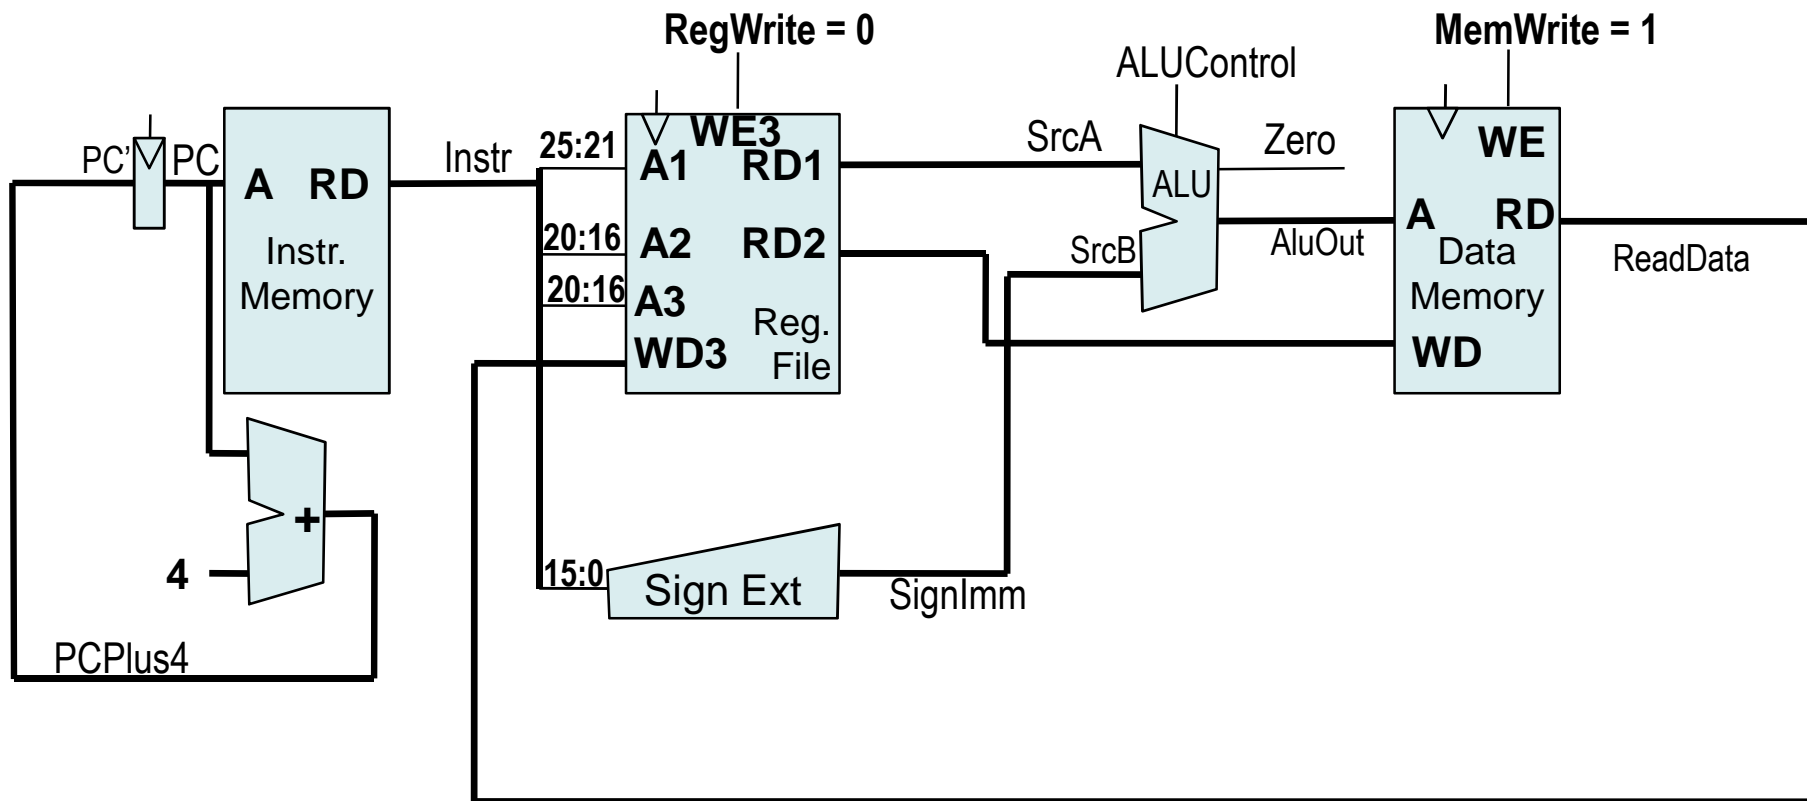 RegWrite = 0
MemWrite = 1
ALUControl
PC'
PC
A RD
Instr.
Memory
Instr
25:21
20:16
20:16
WE3
A1 RD1
A2 RD2
A3
WD3
Reg.
File
SrcA
SrcB
ALU
Zero
AluOut
WE
A RD
Data
Memory
WD
ReadData
+
4
PCPlus4
15:0
Sign Ext
SignImm